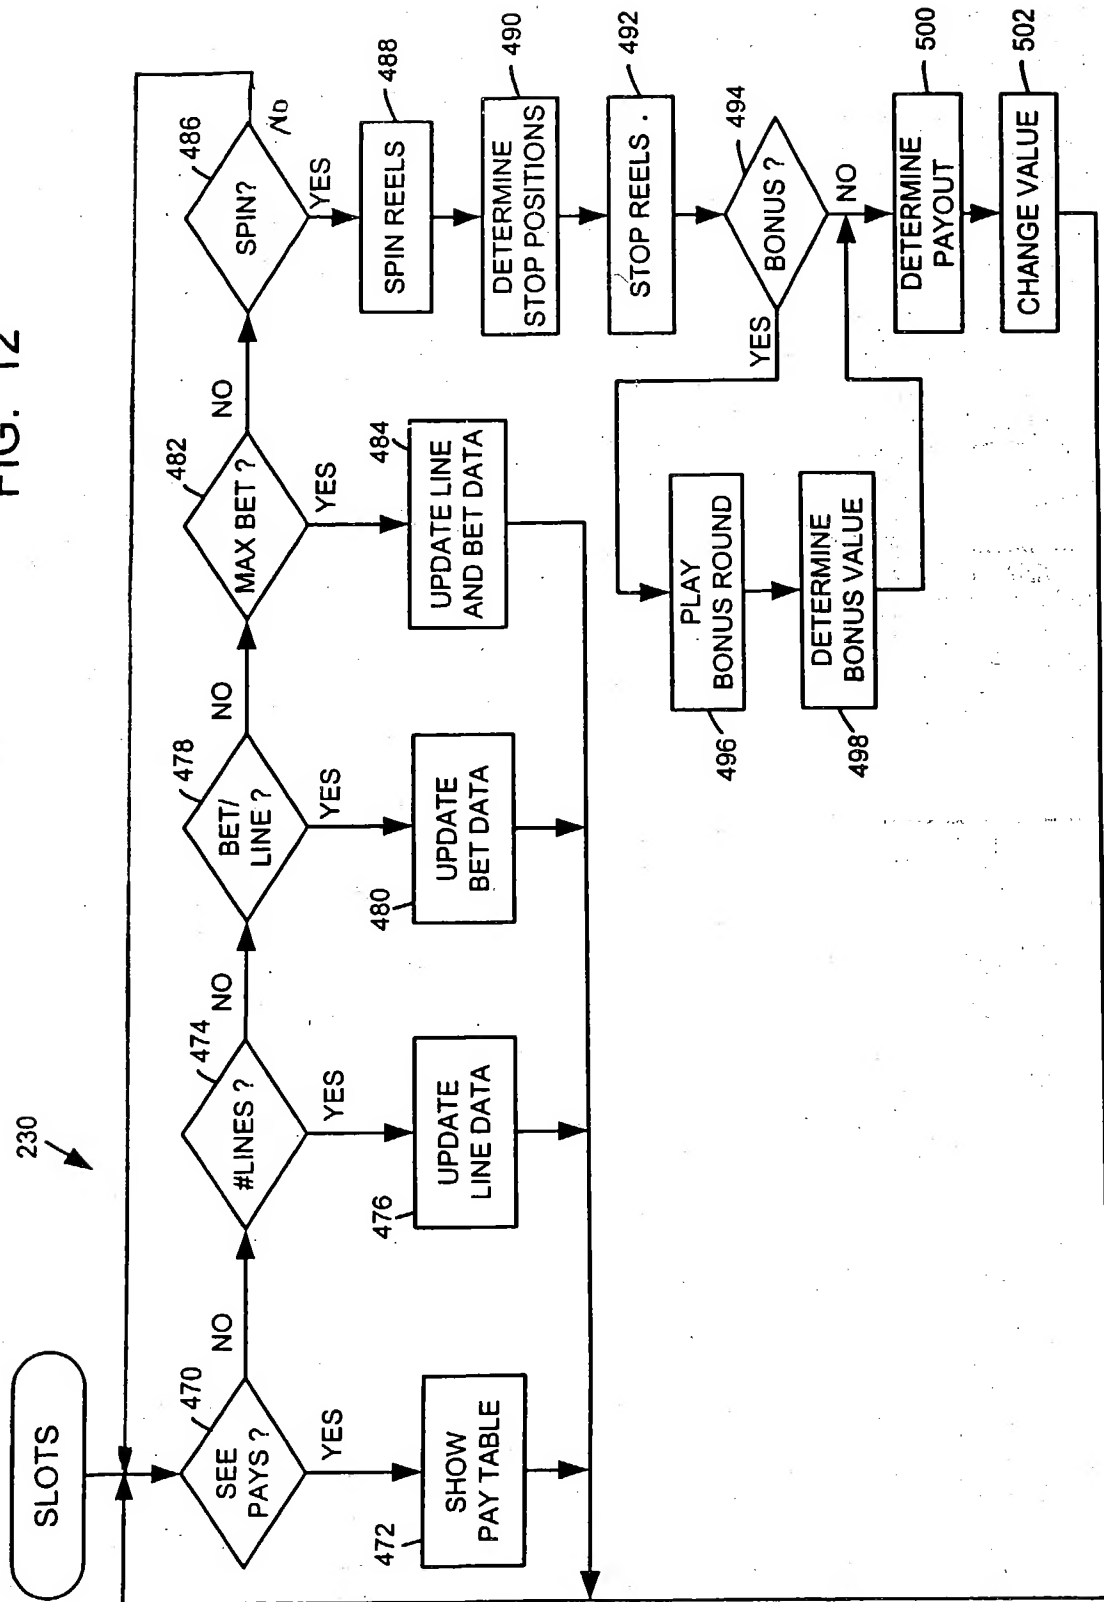 FIG. 12
230
SLOTS
470
SEE
PAYS ?
NO
YES
472
SHOW
PAY TABLE
474
#LINES ?
NO
YES
476
UPDATE
LINE DATA
478
BET/
LINE ?
NO
YES
480
UPDATE
BET DATA
482
MAX BET ?
NO
YES
484
UPDATE LINE
AND BET DATA
486
SPIN?
No
YES
488
SPIN REELS
490
DETERMINE
STOP POSITIONS
492
STOP REELS .
494
BONUS ?
YES
NO
496
PLAY
BONUS ROUND
498
DETERMINE
BONUS VALUE
500
DETERMINE
PAYOUT
502
CHANGE VALUE